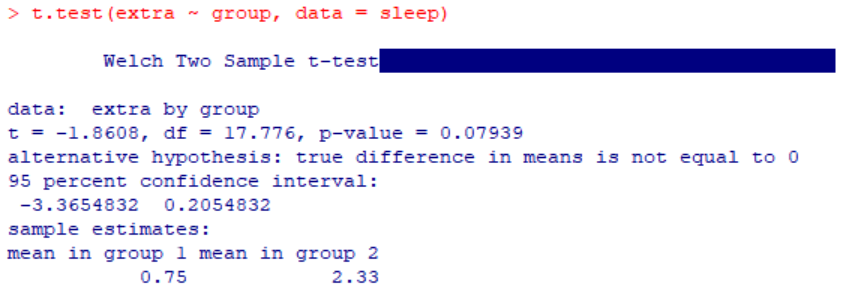 > t.test(extra ~ group, data = sleep)
Welch Two Sample t-test
data:  extra by group
t = -1.8608, df = 17.776, p-value = 0.07939
alternative hypothesis: true difference in means is not equal to 0
95 percent confidence interval:
 -3.3654832  0.2054832
sample estimates:
mean in group 1 mean in group 2
           0.75            2.33